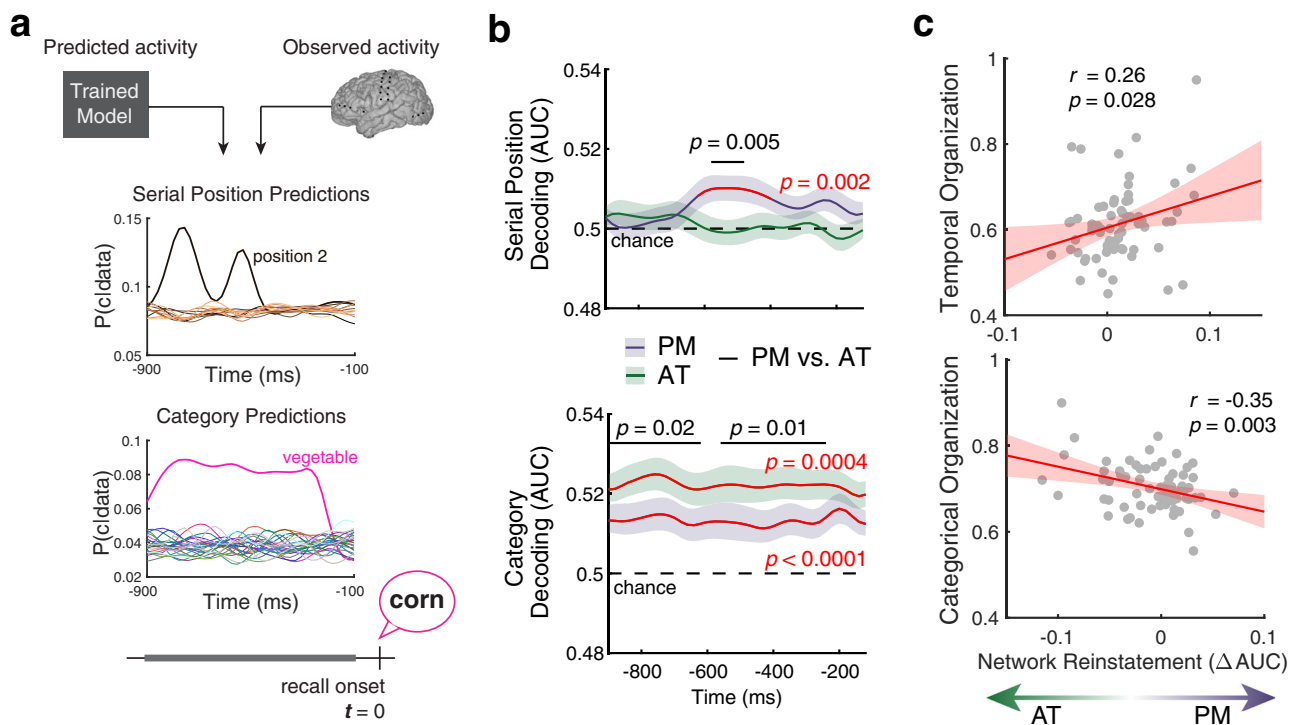 a
Predicted activity
Observed activity
Trained
Model
Serial Position Predictions
0.15
0.1
0.05
P(c|data)
position 2
-900
-100
Time (ms)
Category Predictions
0.1
0.08
0.06
0.04
0.02
P(c|data)
vegetable
-900
-100
Time (ms)
corn
recall onset
t = 0
b
0.54
0.52
0.5
0.48
Serial Position
Decoding (AUC)
p = 0.005
p = 0.002
chance
PM
AT
PM vs. AT
0.54
0.52
0.5
0.48
Category
Decoding (AUC)
p = 0.02
p = 0.01
p = 0.0004
p < 0.0001
chance
-800
-600
-400
-200
Time (ms)
c
1
0.8
0.6
0.4
Temporal Organization
r = 0.26
p = 0.028
-0.1
0
0.1
1
0.8
0.6
0.4
Categorical Organization
r = -0.35
p = 0.003
-0.1
0
0.1
Network Reinstatement (Δ AUC)
AT
PM